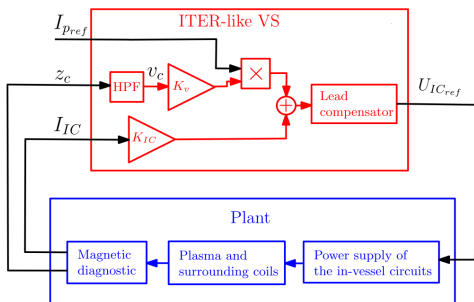 ITER-like VS
I_{p_{ref}}
z_c
HPF
v_c
K_v
×
I_{IC}
K_{IC}
+
Lead
compensator
U_{IC_{ref}}
Plant
Magnetic
diagnostic
Plasma and
surrounding coils
Power supply of
the in-vessel circuits